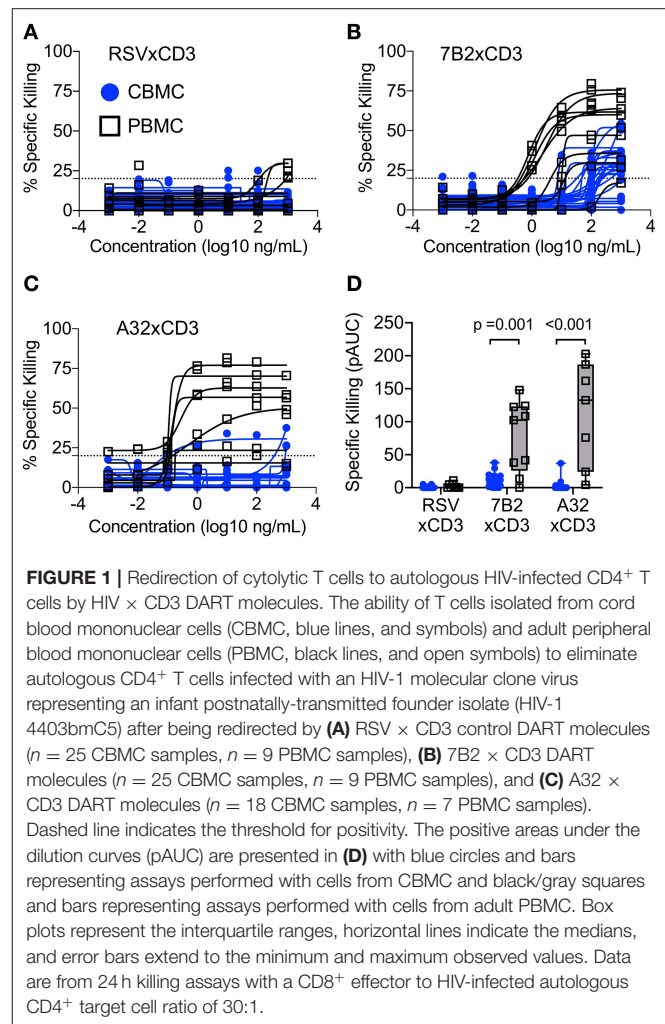 A
RSVxCD3
CBMC
PBMC
% Specific Killing
100
75
50
25
0
-4
-2
0
2
4
Concentration (log10 ng/mL)
B
7B2xCD3
% Specific Killing
100
75
50
25
0
-4
-2
0
2
4
Concentration (log10 ng/mL)
C
A32xCD3
% Specific Killing
100
75
50
25
0
-4
-2
0
2
4
Concentration (log10 ng/mL)
D
p =0.001
<0.001
Specific Killing (pAUC)
250
200
150
100
50
0
RSV
xCD3
7B2
xCD3
A32
xCD3
FIGURE 1 | Redirection of cytolytic T cells to autologous HIV-infected CD4+ T
cells by HIV × CD3 DART molecules. The ability of T cells isolated from cord
blood mononuclear cells (CBMC, blue lines, and symbols) and adult peripheral
blood mononuclear cells (PBMC, black lines, and open symbols) to eliminate
autologous CD4+ T cells infected with an HIV-1 molecular clone virus
representing an infant postnatally-transmitted founder isolate (HIV-1
4403bmC5) after being redirected by (A) RSV × CD3 control DART molecules
(n = 25 CBMC samples, n = 9 PBMC samples), (B) 7B2 × CD3 DART
molecules (n = 25 CBMC samples, n = 9 PBMC samples), and (C) A32 ×
CD3 DART molecules (n = 18 CBMC samples, n = 7 PBMC samples).
Dashed line indicates the threshold for positivity. The positive areas under the
dilution curves (pAUC) are presented in (D) with blue circles and bars
representing assays performed with cells from CBMC and black/gray squares
and bars representing assays performed with cells from adult PBMC. Box
plots represent the interquartile ranges, horizontal lines indicate the medians,
and error bars extend to the minimum and maximum observed values. Data
are from 24 h killing assays with a CD8+ effector to HIV-infected autologous
CD4+ target cell ratio of 30:1.